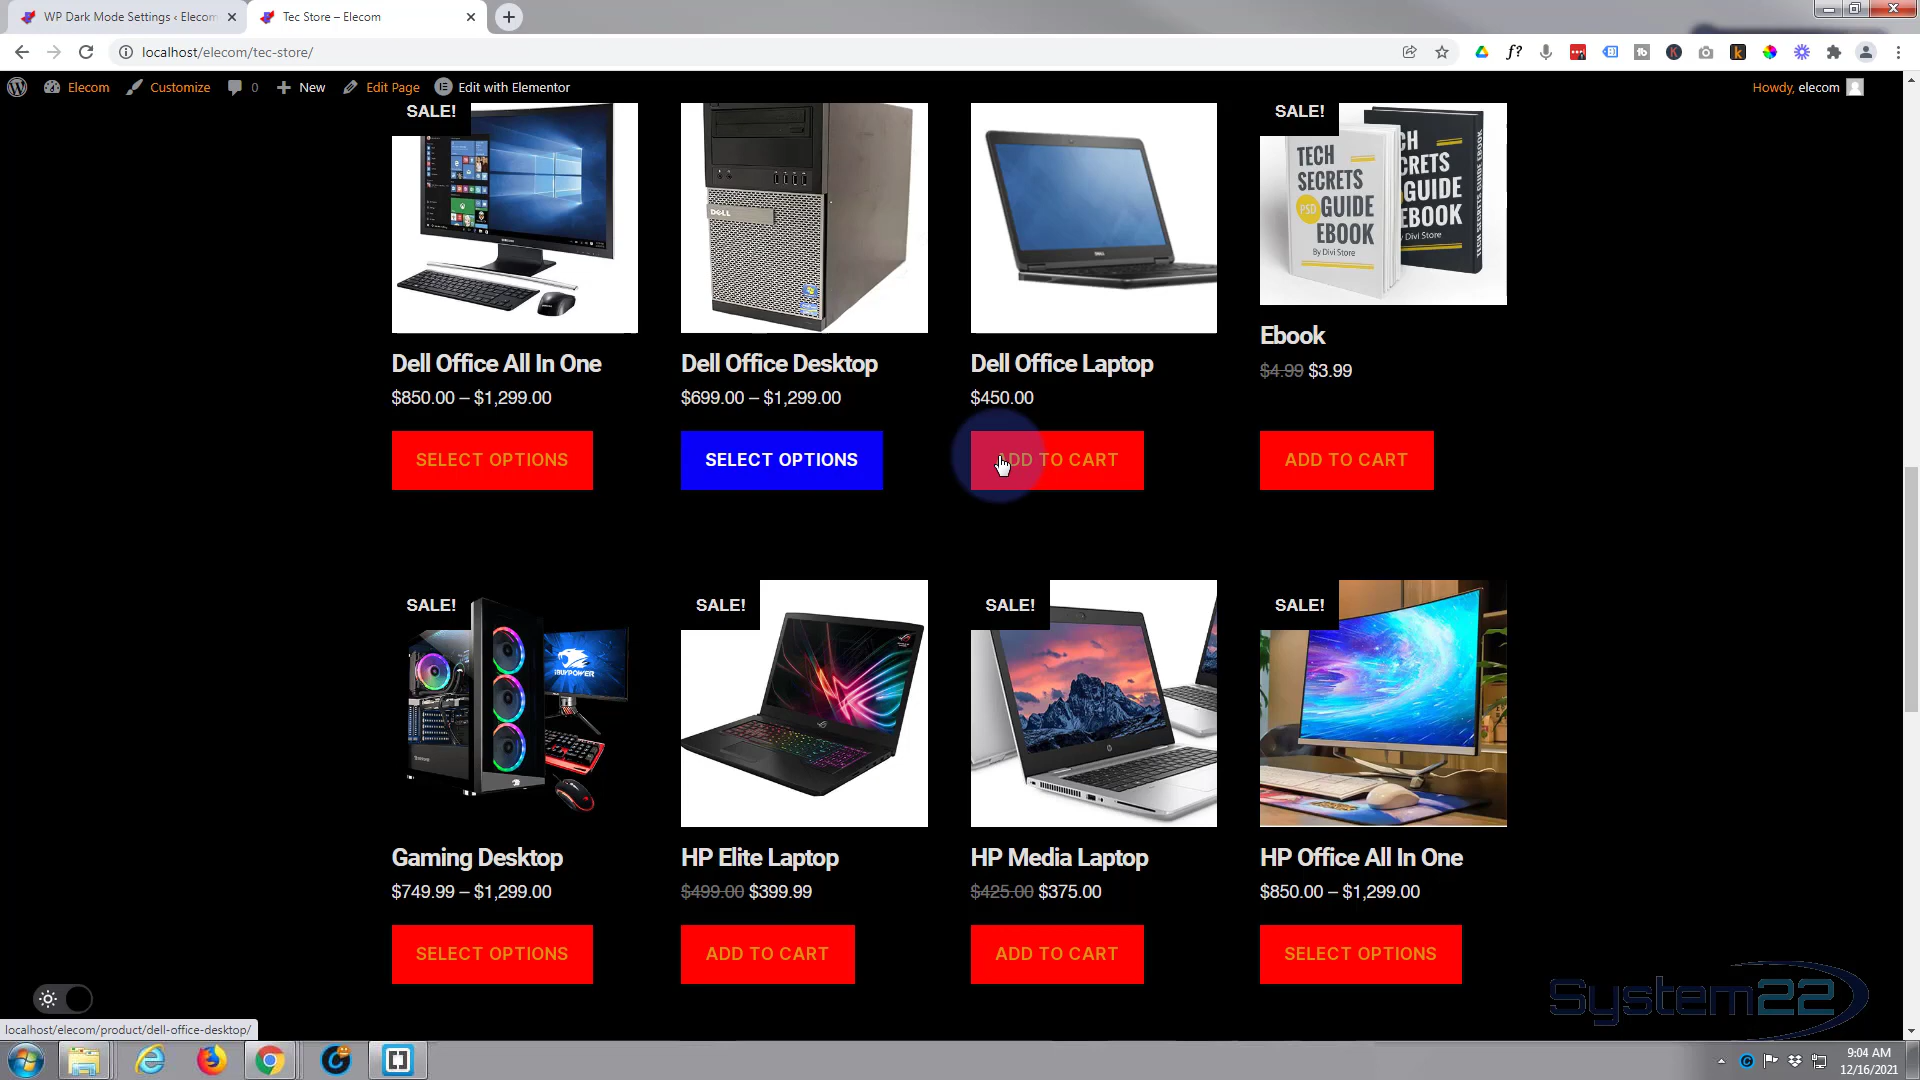 WP Dark Mode Settings ‹ Elecom
Tec Store – Elecom
localhost/elecom/tec-store/
Elecom
Customize
0
New
Edit Page
Edit with Elementor
Howdy, elecom
SALE!
SALE!
DELL
DELL
TECH
SECRETS
PSD GUIDE
EBOOK
By Divi Store
Dell Office All In One
Dell Office Desktop
Dell Office Laptop
Ebook
$850.00 – $1,299.00
$699.00 – $1,299.00
$450.00
$4.99 $3.99
SELECT OPTIONS
SELECT OPTIONS
ADD TO CART
ADD TO CART
SALE!
SALE!
SALE!
SALE!
iBUYPOWER
Gaming Desktop
HP Elite Laptop
HP Media Laptop
HP Office All In One
$749.99 – $1,299.00
$499.00 $399.99
$425.00 $375.00
$850.00 – $1,299.00
SELECT OPTIONS
ADD TO CART
ADD TO CART
SELECT OPTIONS
System22
localhost/elecom/product/dell-office-desktop/
9:04 AM
12/16/2021